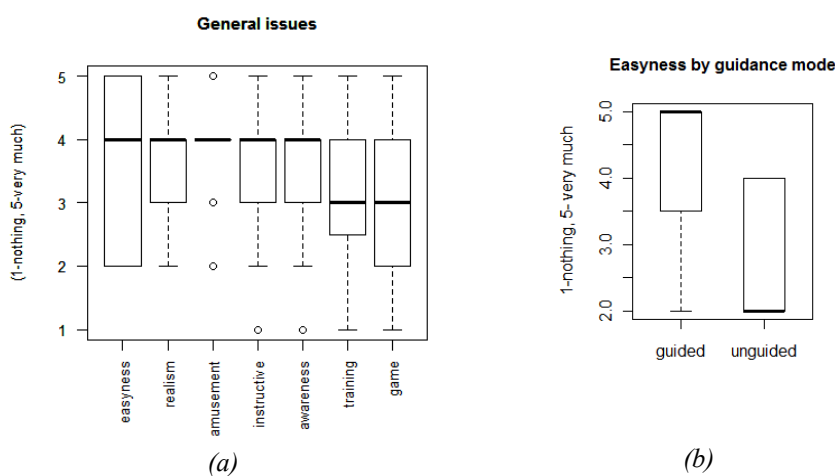 General issues
(1-nothing, 5-very much)
5
4
3
2
1
easyness
realism
amusement
instructive
awareness
training
game
(a)
Easyness by guidance mode
1-nothing, 5- very much
5.0
4.0
3.0
2.0
guided
unguided
(b)